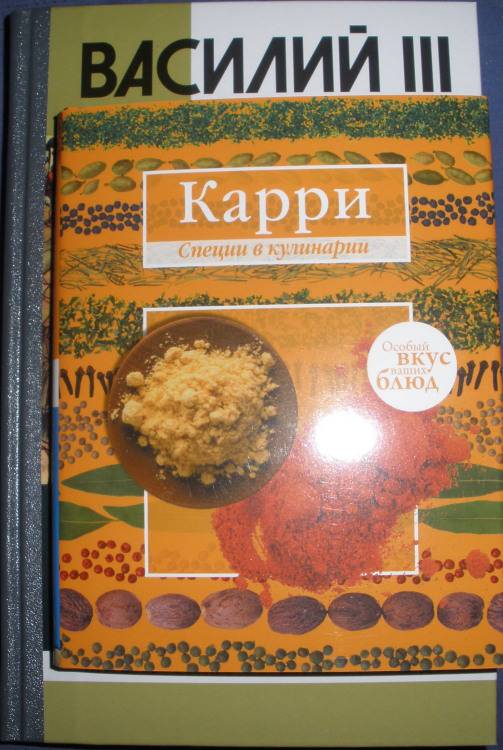 ВАСИЛИЙ III
Карри
Специи в кулинарии
Особый
вкус
ваших
блюд